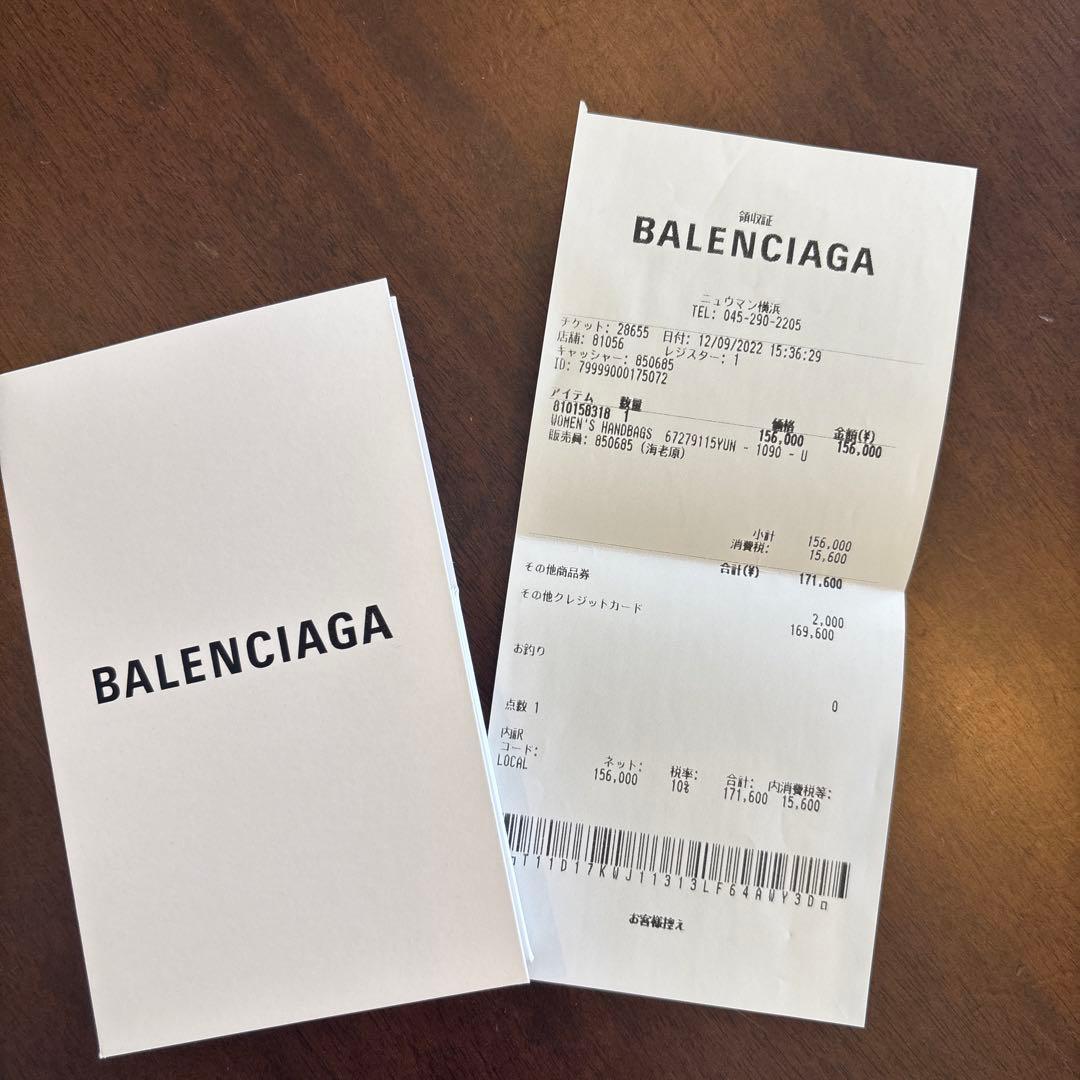 BALENCIAGA
領収証
BALENCIAGA
ニュウマン横浜
TEL: 045-290-2205
チケット: 28655 日付: 12/09/2022 15:36:29
店舗: 81056 レジスター: 1
キャッシャー: 850685
ID: 79999000175072
アイテム 数量 価格 金額(¥)
810158318 1 156,000 156,000
WOMEN'S HANDBAGS 67279115YUN - 1090 - U
販売員: 850685 (海老原)
小計 156,000
消費税: 15,600
合計(¥) 171,600
その他商品券 2,000
その他クレジットカード 169,600
お釣り 0
点数 1
内訳
コード: ネット: 税率: 合計: 内消費税等:
LOCAL 156,000 10% 171,600 15,600
T11D17KWJ11313LF64AWY3D
お客様控え